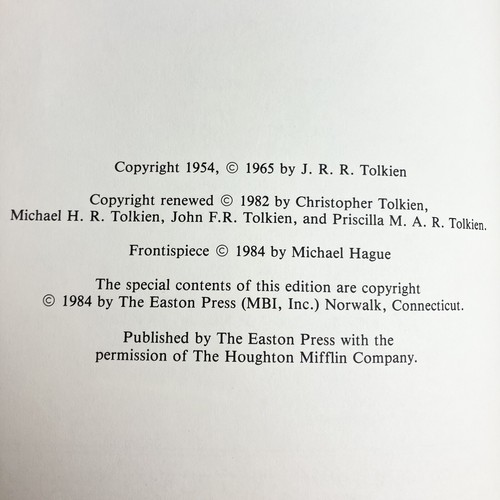 Copyright 1954, © 1965 by J. R. R. Tolkien
Copyright renewed © 1982 by Christopher Tolkien,
Michael H. R. Tolkien, John F.R. Tolkien, and Priscilla M. A. R. Tolkien.
Frontispiece © 1984 by Michael Hague
The special contents of this edition are copyright
© 1984 by The Easton Press (MBI, Inc.) Norwalk, Connecticut.
Published by The Easton Press with the
permission of The Houghton Mifflin Company.